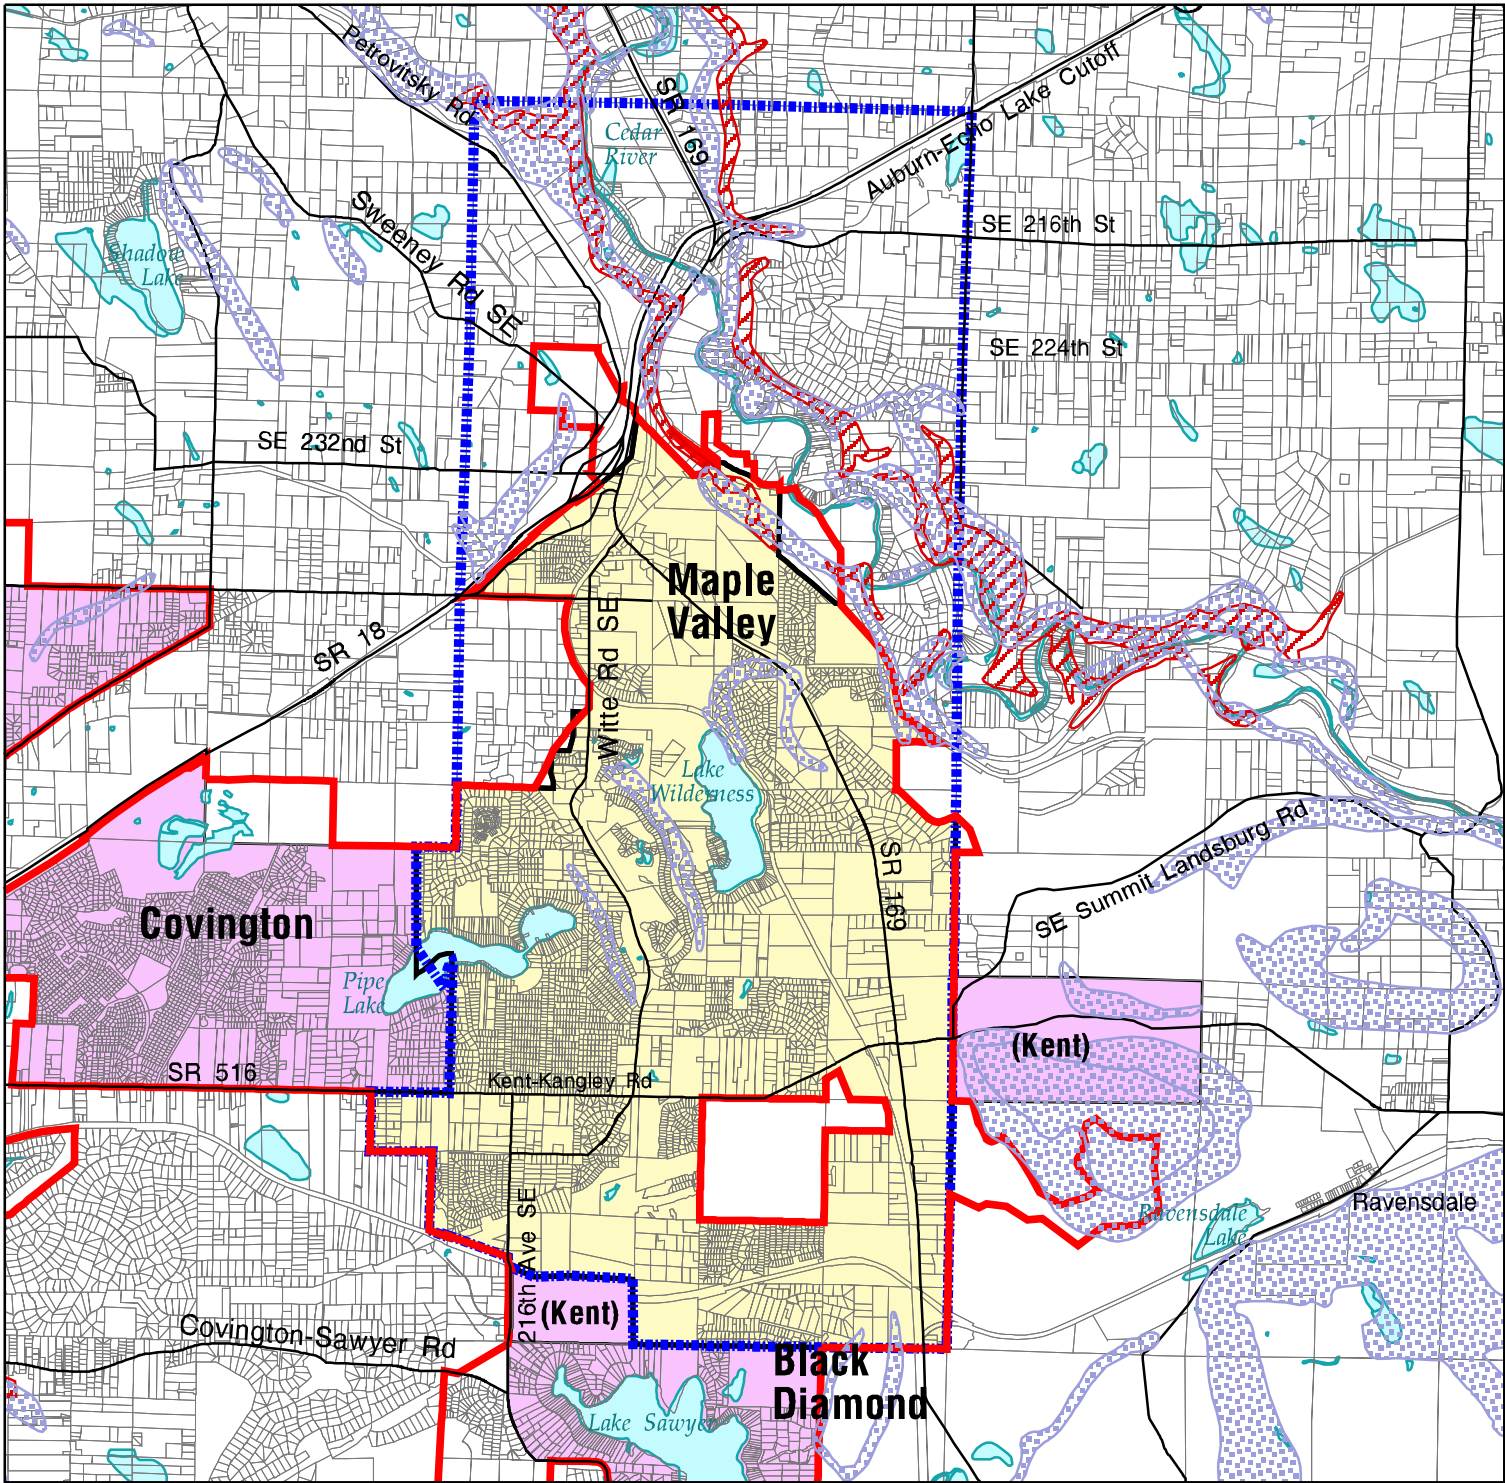 Petrovitsky Rd
SR 169
Cedar
River
Auburn-Echo Lake Cutoff
SE 216th St
Sweeney Rd SE
Shadow
Lake
SE 224th St
SE 232nd St
Maple
Valley
SR 18
Witte Rd SE
Lake
Wilderness
SE Summit Landsburg Rd
SR 169
Covington
Pipe
Lake
(Kent)
SR 516
Kent-Kangley Rd
216th Ave SE
Ravensdale
Ravensdale
Lake
(Kent)
Covington-Sawyer Rd
Black
Diamond
Lake Sawyer